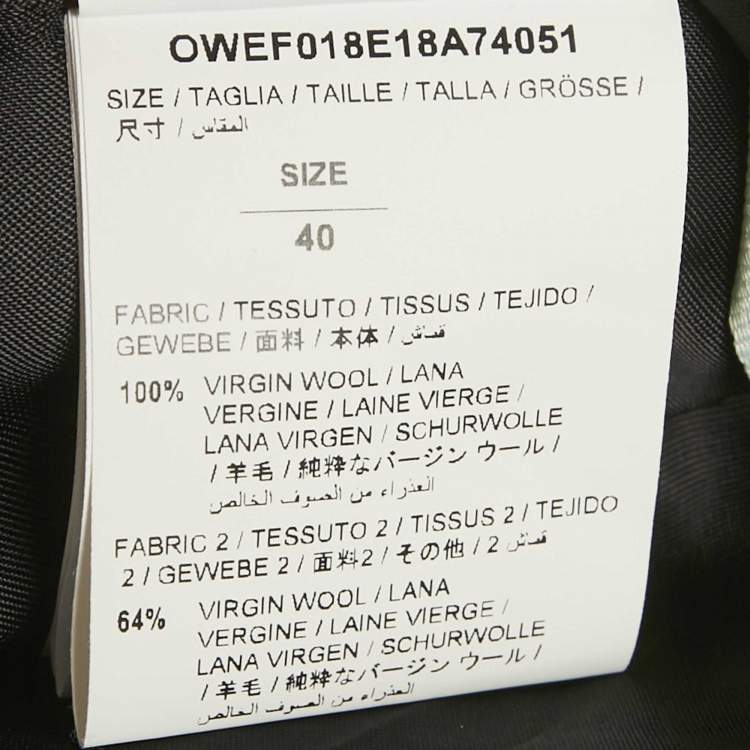 OWEF018E18A74051
SIZE / TAGLIA / TAILLE / TALLA / GRÖSSE /
尺寸 / المقاس
SIZE
40
FABRIC / TESSUTO / TISSUS / TEJIDO /
GEWEBE / 面料 / 本体 / قماش
100% VIRGIN WOOL / LANA
VERGINE / LAINE VIERGE /
LANA VIRGEN / SCHURWOLLE
/ 羊毛 / 純粋なバージン ウール /
العذراء من الصوف الخالص
FABRIC 2 / TESSUTO 2 / TISSUS 2 / TEJIDO
2 / GEWEBE 2 / 面料2 / その他 / 2 قماش
64% VIRGIN WOOL / LANA
VERGINE / LAINE VIERGE /
LANA VIRGEN / SCHURWOLLE
/ 羊毛 / 純粋なバージン ウール /
العذراء من الصوف الخالص